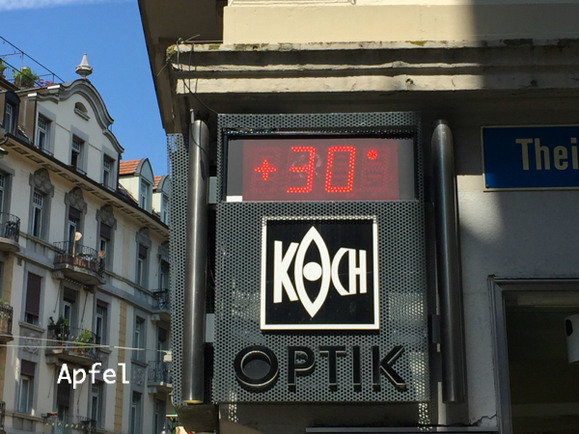 +30°
KOCH
OPTIK
Thei
Apfel